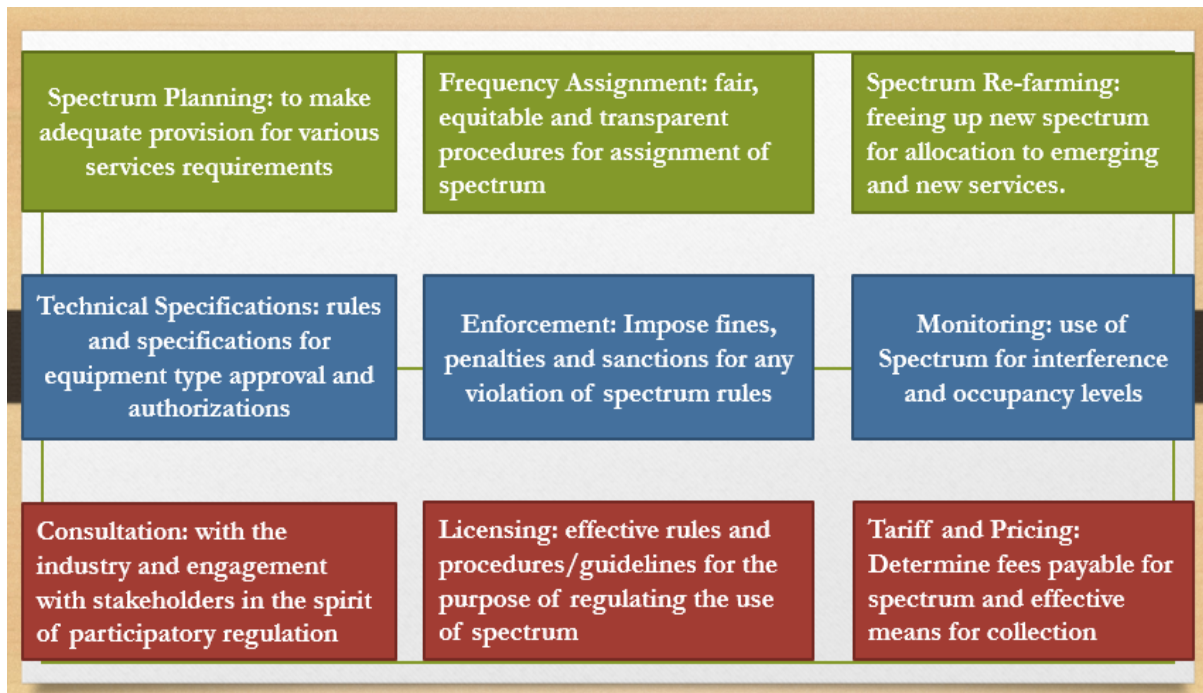 Spectrum Planning: to make
adequate provision for various
services requirements
Frequency Assignment: fair,
equitable and transparent
procedures for assignment of
spectrum
Spectrum Re-farming:
freeing up new spectrum
for allocation to emerging
and new services.
Technical Specifications: rules
and specifications for
equipment type approval and
authorizations
Enforcement: Impose fines,
penalties and sanctions for any
violation of spectrum rules
Monitoring: use of
Spectrum for interference
and occupancy levels
Consultation: with the
industry and engagement
with stakeholders in the spirit
of participatory regulation
Licensing: effective rules and
procedures/guidelines for the
purpose of regulating the use
of spectrum
Tariff and Pricing:
Determine fees payable for
spectrum and effective
means for collection